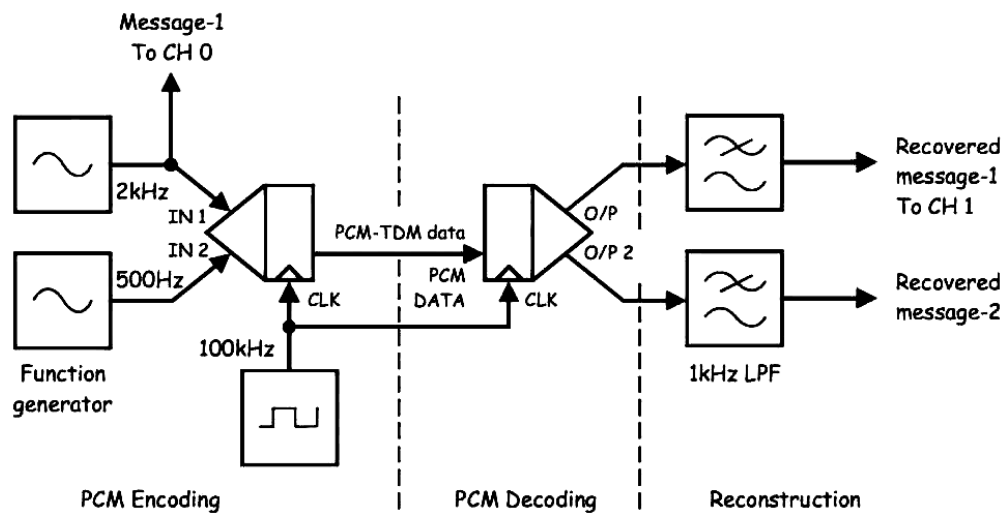 Message-1
To CH 0
2kHz
IN 1
IN 2
500Hz
Function
generator
100kHz
CLK
PCM-TDM data
PCM
DATA
CLK
O/P
O/P 2
1kHz LPF
Recovered
message-1
To CH 1
Recovered
message-2
PCM Encoding
PCM Decoding
Reconstruction